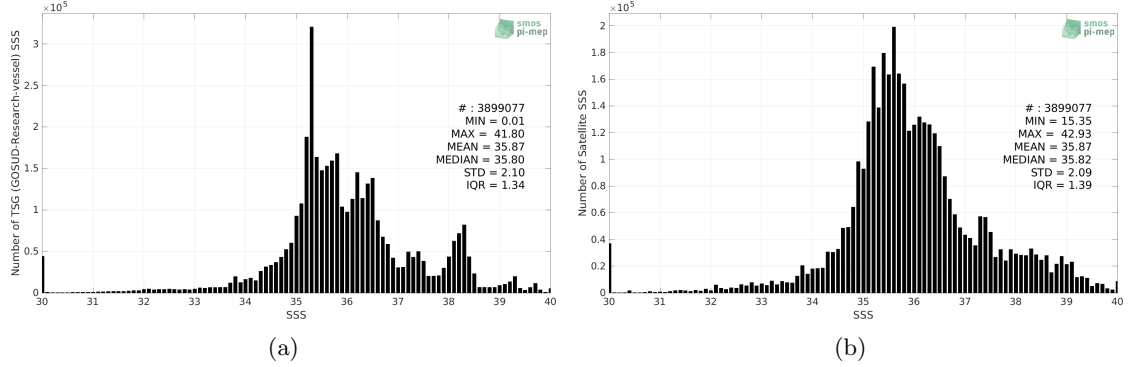 ×10^5
smos
pi-mep
Number of TSG (GOSUD-Research-vessel) SSS
3
2.5
2
1.5
1
0.5
0
# : 3899077
MIN = 0.01
MAX = 41.80
MEAN = 35.87
MEDIAN = 35.80
STD = 2.10
IQR = 1.34
30 31 32 33 34 35 36 37 38 39 40
SSS
(a)
×10^5
smos
pi-mep
Number of Satellite SSS
2
1.8
1.6
1.4
1.2
1
0.8
0.6
0.4
0.2
0
# : 3899077
MIN = 15.35
MAX = 42.93
MEAN = 35.87
MEDIAN = 35.82
STD = 2.09
IQR = 1.39
30 31 32 33 34 35 36 37 38 39 40
SSS
(b)